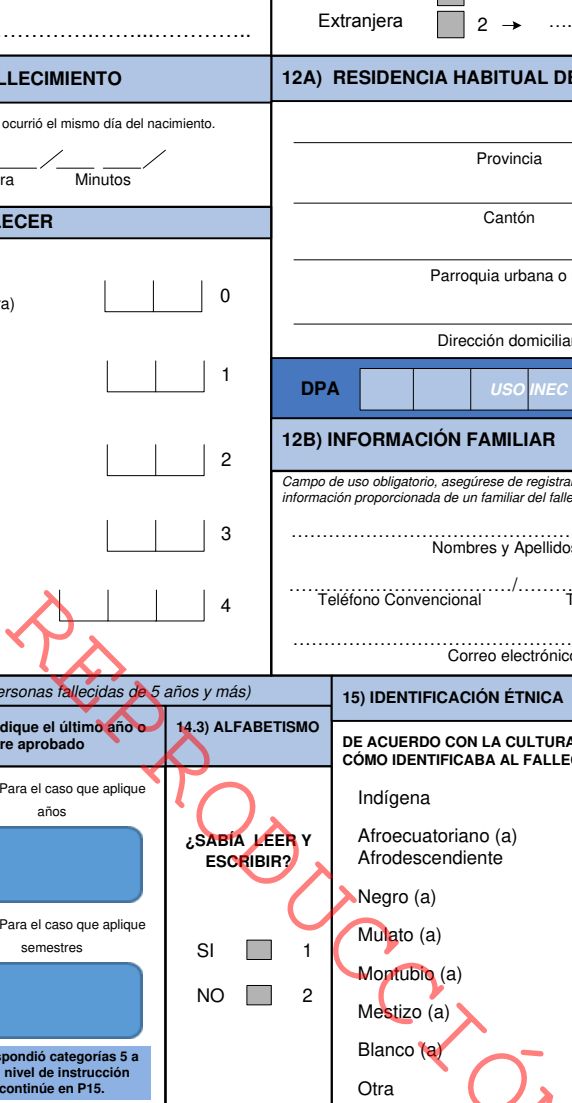 Extranjera 2 → ....
LLECIMIENTO
ocurrió el mismo día del nacimiento.
ra Minutos
ECER
a) 0
1
2
3
4
12A) RESIDENCIA HABITUAL DE
Provincia
Cantón
Parroquia urbana o
Dirección domiciliar
DPA USO INEC
12B) INFORMACIÓN FAMILIAR
Campo de uso obligatorio, asegúrese de registrar
información proporcionada de un familiar del falle
Nombres y Apellidos
/
Teléfono Convencional T
Correo electrónico
ersonas fallecidas de 5 años y más)
dique el último año o
re aprobado
Para el caso que aplique
años
Para el caso que aplique
semestres
spondió categorías 5 a
nivel de instrucción
continúe en P15.
14.3) ALFABETISMO
¿SABÍA LEER Y
ESCRIBIR?
SI 1
NO 2
15) IDENTIFICACIÓN ÉTNICA
DE ACUERDO CON LA CULTURA
CÓMO IDENTIFICABA AL FALLEC
Indígena
Afroecuatoriano (a)
Afrodescendiente
Negro (a)
Mulato (a)
Montubio (a)
Mestizo (a)
Blanco (a)
Otra
REPRODUCCIÓN